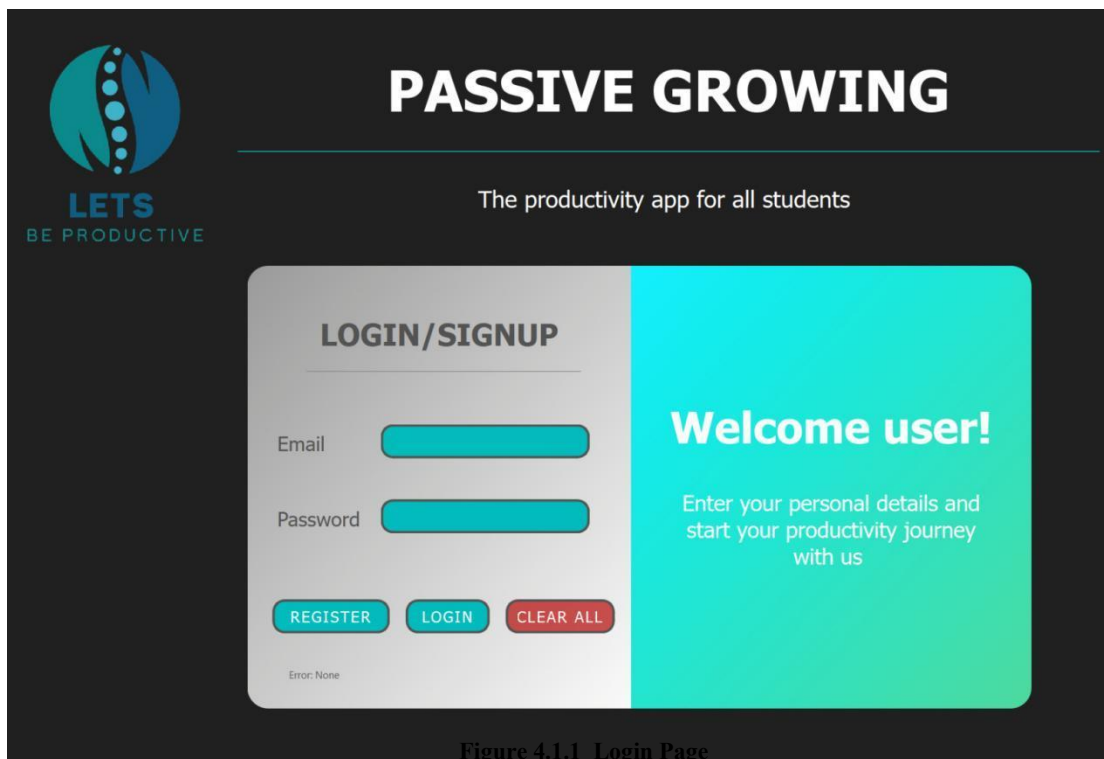 PASSIVE GROWING
LETS
BE PRODUCTIVE
The productivity app for all students
LOGIN/SIGNUP
Email
Password
REGISTER LOGIN CLEAR ALL
Error: None
Welcome user!
Enter your personal details and
start your productivity journey
with us
Figure 4.1.1 Login Page